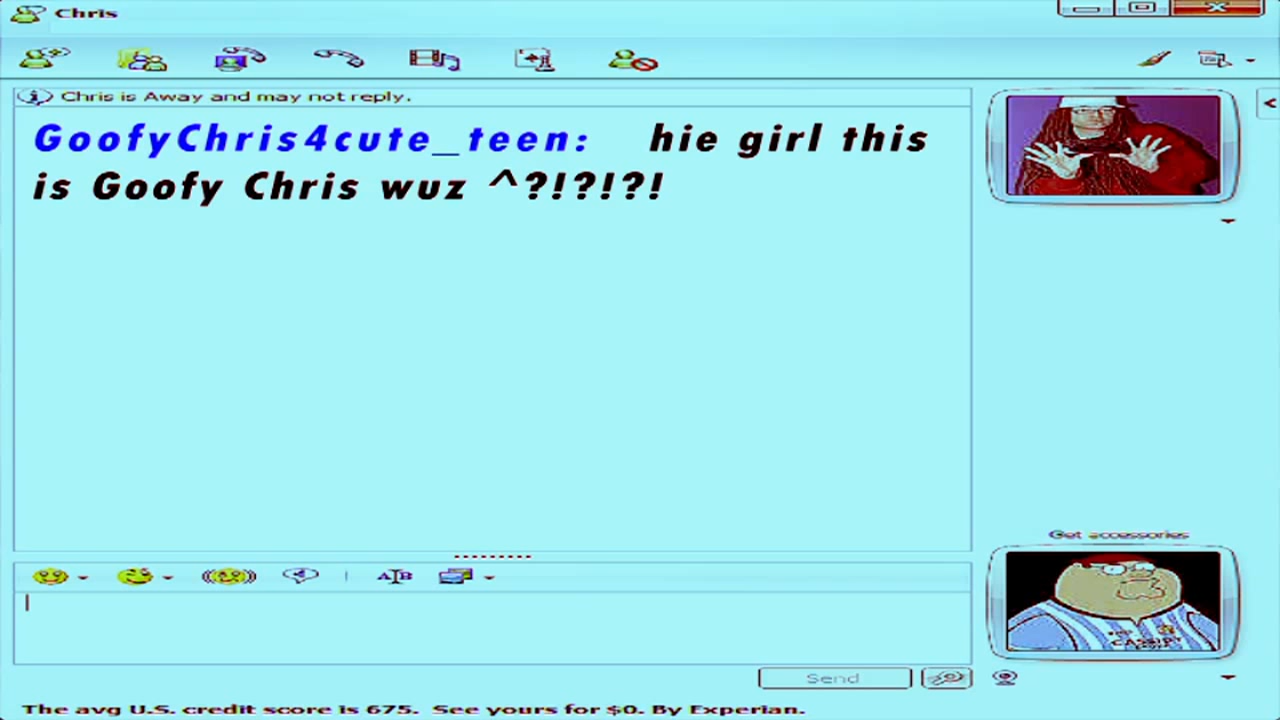 Chris
Chris is Away and may not reply.
GoofyChris4cute_teen: hie girl this
is Goofy Chris wuz ^?!?!?!
Get accessories
Send
The avg U.S. credit score is 675. See yours for $0. By Experian.